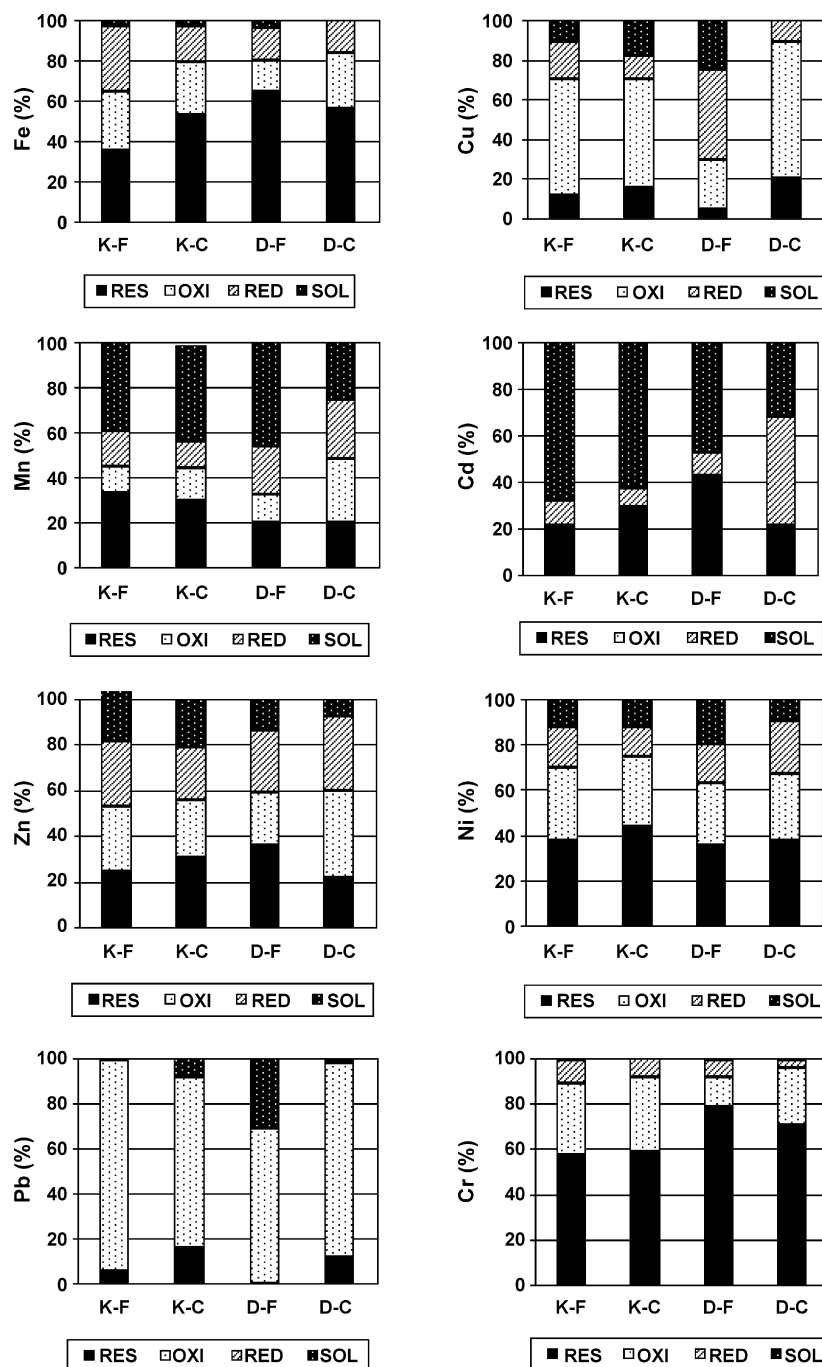 Fe (%)
100
80
60
40
20
0
K-F K-C D-F D-C
RES OXI RED SOL
Cu (%)
100
80
60
40
20
0
K-F K-C D-F D-C
RES OXI RED SOL
Mn (%)
100
80
60
40
20
0
K-F K-C D-F D-C
RES OXI RED SOL
Cd (%)
100
80
60
40
20
0
K-F K-C D-F D-C
RES OXI RED SOL
Zn (%)
100
80
60
40
20
0
K-F K-C D-F D-C
RES OXI RED SOL
Ni (%)
100
80
60
40
20
0
K-F K-C D-F D-C
RES OXI RED SOL
Pb (%)
100
80
60
40
20
0
K-F K-C D-F D-C
RES OXI RED SOL
Cr (%)
100
80
60
40
20
0
K-F K-C D-F D-C
RES OXI RED SOL